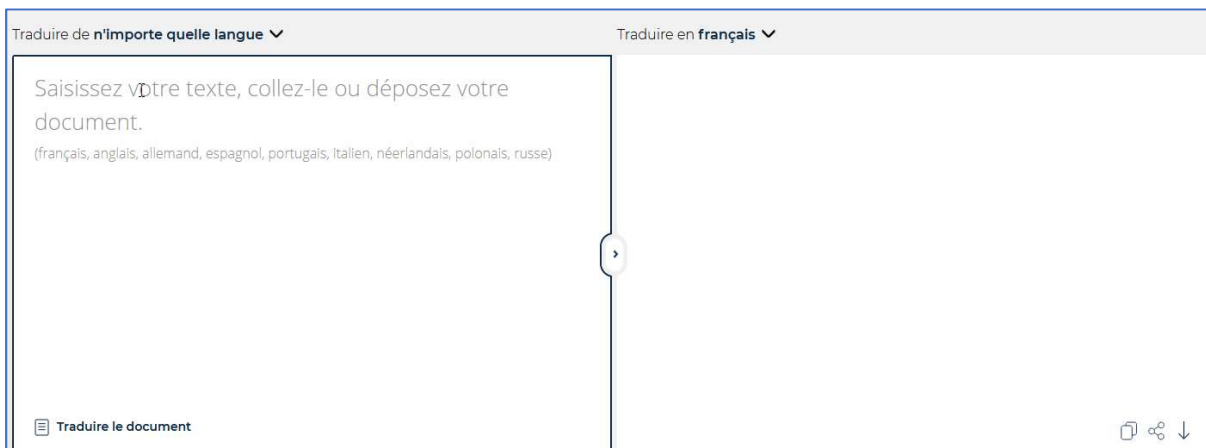 Traduire de n'importe quelle langue
Traduire en français
Saisissez votre texte, collez-le ou déposez votre
document.
(français, anglais, allemand, espagnol, portugais, italien, néerlandais, polonais, russe)
Traduire le document